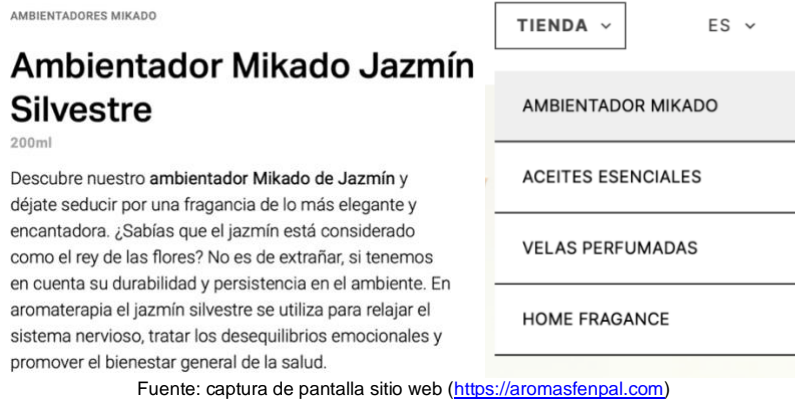 AMBIENTADORES MIKADO
Ambientador Mikado Jazmín
Silvestre
200ml
Descubre nuestro ambientador Mikado de Jazmín y
déjate seducir por una fragancia de lo más elegante y
encantadora. ¿Sabías que el jazmín está considerado
como el rey de las flores? No es de extrañar, si tenemos
en cuenta su durabilidad y persistencia en el ambiente. En
aromaterapia el jazmín silvestre se utiliza para relajar el
sistema nervioso, tratar los desequilibrios emocionales y
promover el bienestar general de la salud.
TIENDA
ES
AMBIENTADOR MIKADO
ACEITES ESENCIALES
VELAS PERFUMADAS
HOME FRAGANCE
Fuente: captura de pantalla sitio web (https://aromasfenpal.com)